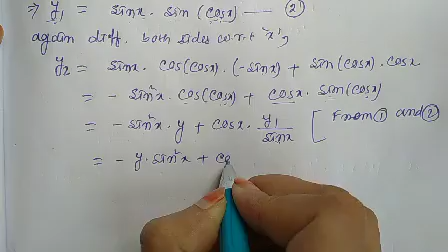 ⇒ y₁ = sinx · sin (cosx) --- ②
again diff. both sides w.r.t 'x',
y₂ = sinx · cos(cosx) · (-sinx) + sin(cosx) · cosx
= - sin²x · cos(cosx) + cosx · sin(cosx)
= - sin²x · y + cosx · y₁/sinx [From ① and ②
= - y · sin²x + co